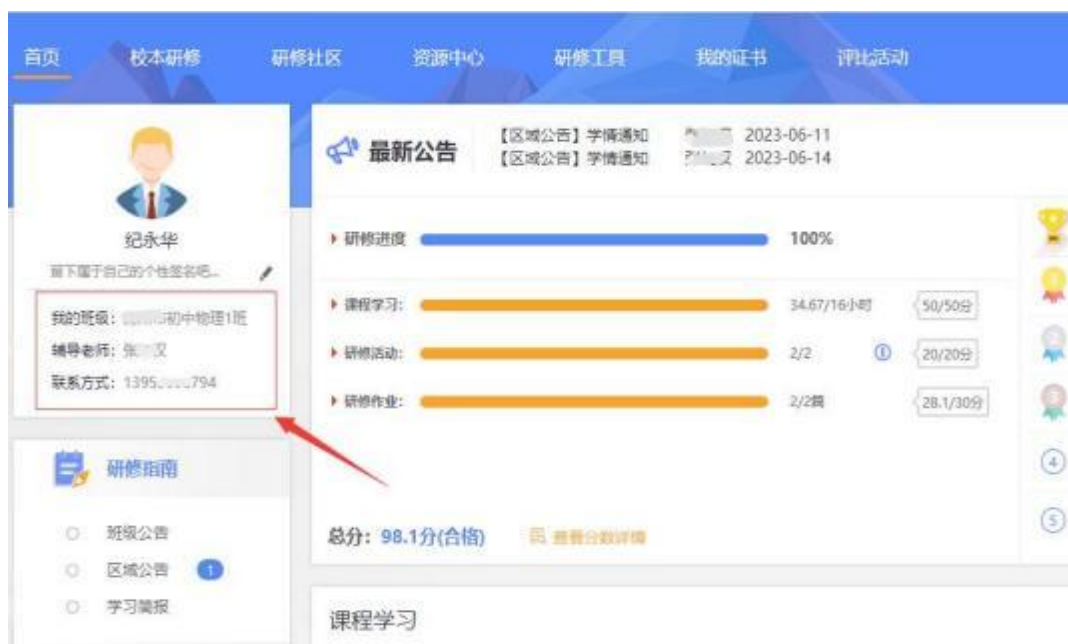 首页 校本研修 研修社区 资源中心 研修工具 我的证书 评比活动
纪永华
留下属于自己的个性签名吧...
我的班级: 初中物理1班
辅导老师: 张 汉
联系方式: 1395 794
研修指南
班级公告
区域公告 1
学习简报
最新公告
【区域公告】学情通知 2023-06-11
【区域公告】学情通知 2023-06-14
研修进度 100%
课程学习: 34.67/16小时 50/50分
研修活动: 2/2 20/20分
研修作业: 2/2篇 28.1/30分
总分: 98.1分(合格) 查看分数详情
1
2
3
4
5
课程学习